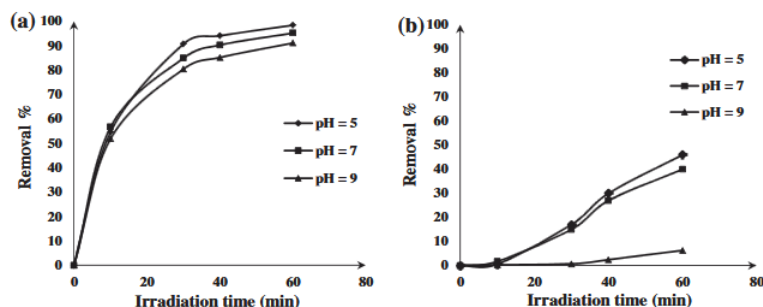 (a)
Removal %
100
90
80
70
60
50
40
30
20
10
0
0 20 40 60 80
Irradiation time (min)
pH = 5
pH = 7
pH = 9
(b)
Removal %
100
90
80
70
60
50
40
30
20
10
0
0 20 40 60 80
Irradiation time (min)
pH = 5
pH = 7
pH = 9